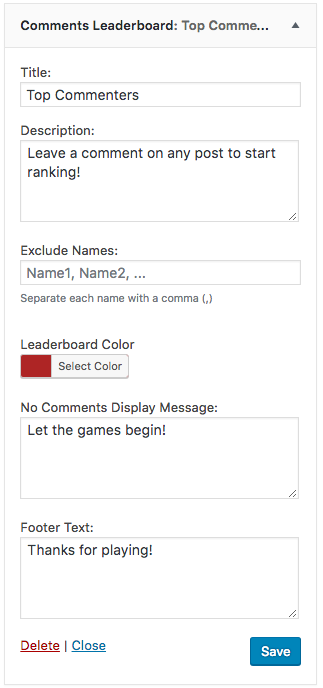 Comments Leaderboard: Top Comme...
Title:
Top Commenters
Description:
Leave a comment on any post to start
ranking!
Exclude Names:
Name1, Name2, ...
Separate each name with a comma (,)
Leaderboard Color
Select Color
No Comments Display Message:
Let the games begin!
Footer Text:
Thanks for playing!
Delete | Close
Save